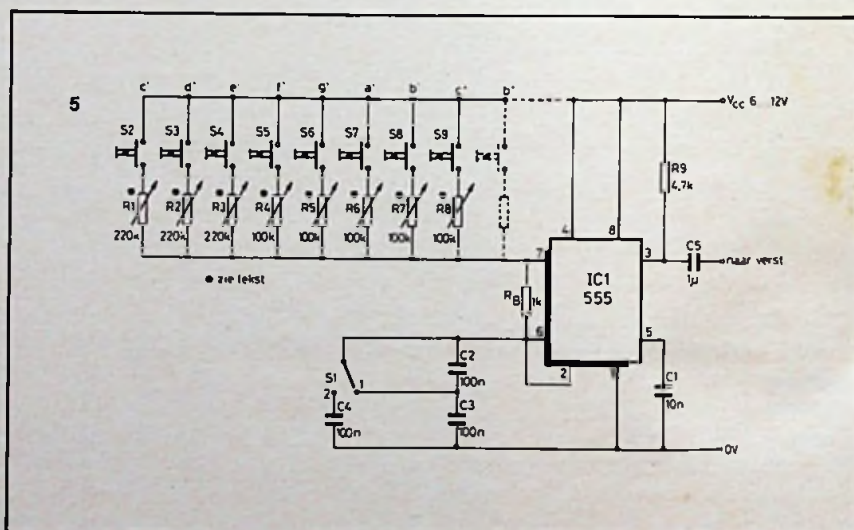 5
c' d' e' f' g' a' b' c" b"
S2 S3 S4 S5 S6 S7 S8 S9
VCC 6 12V
R1 R2 R3 R4 R5 R6 R7 R8
220k 220k 220k 100k 100k 100k 100k 100k
R9
4,7k
4 8
7 3
C5
1µ
naar verst
● zie tekst
RB 1k
IC1
555
6 5
2
S1
2 1
C2
100n
C4
100n
C3
100n
C1
10n
0V